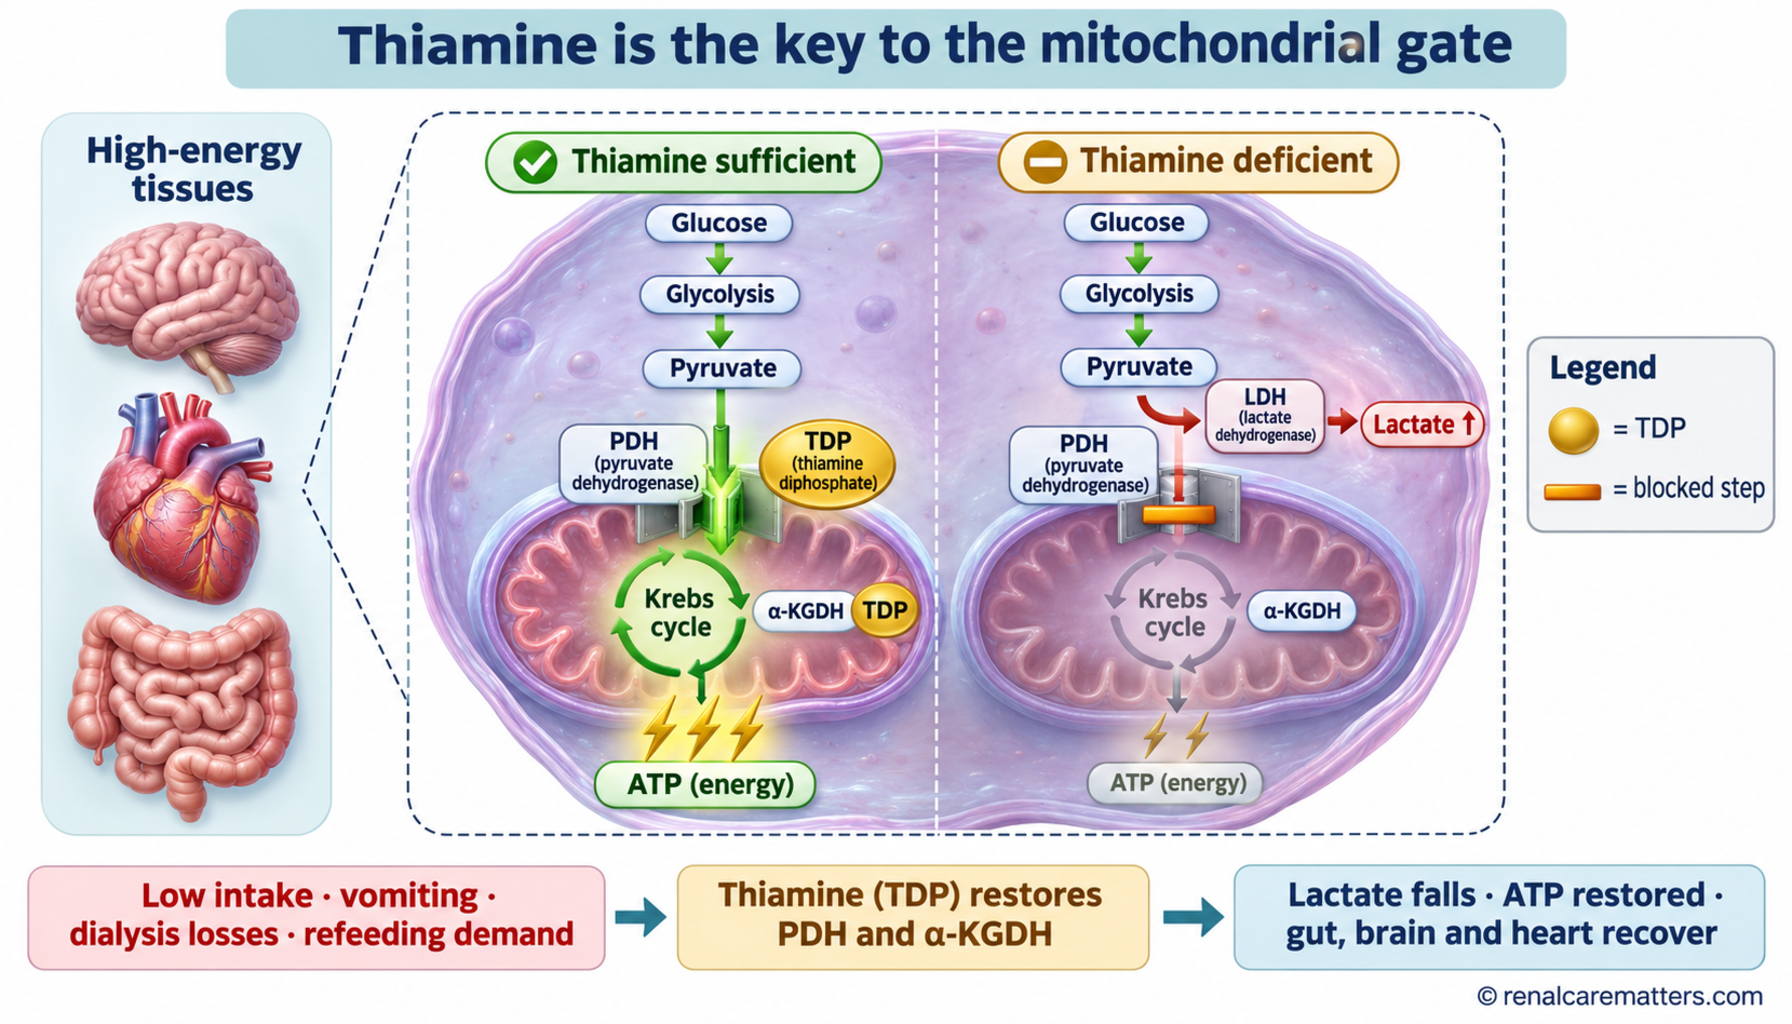 Thiamine is the key to the mitochondrial gate
High-energy
tissues
Thiamine sufficient
Glucose
Glycolysis
Pyruvate
PDH
(pyruvate
dehydrogenase)
TDP
(thiamine
diphosphate)
Krebs
cycle
α-KGDH
TDP
ATP (energy)
Thiamine deficient
Glucose
Glycolysis
Pyruvate
LDH
(lactate
dehydrogenase)
Lactate ↑
PDH
(pyruvate
dehydrogenase)
Krebs
cycle
α-KGDH
ATP (energy)
Legend
= TDP
= blocked step
Low intake · vomiting ·
dialysis losses · refeeding demand
Thiamine (TDP) restores
PDH and α-KGDH
Lactate falls · ATP restored ·
gut, brain and heart recover
© renalcarematters.com